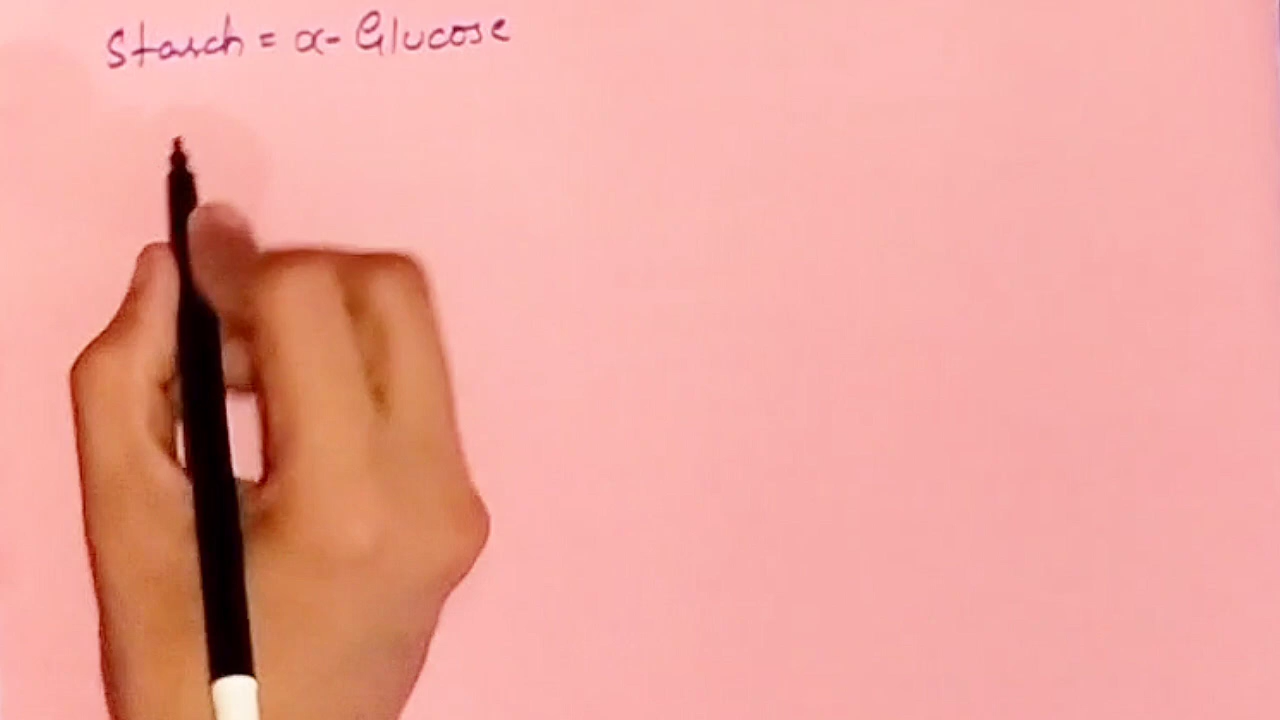 Starch = α- Glucose